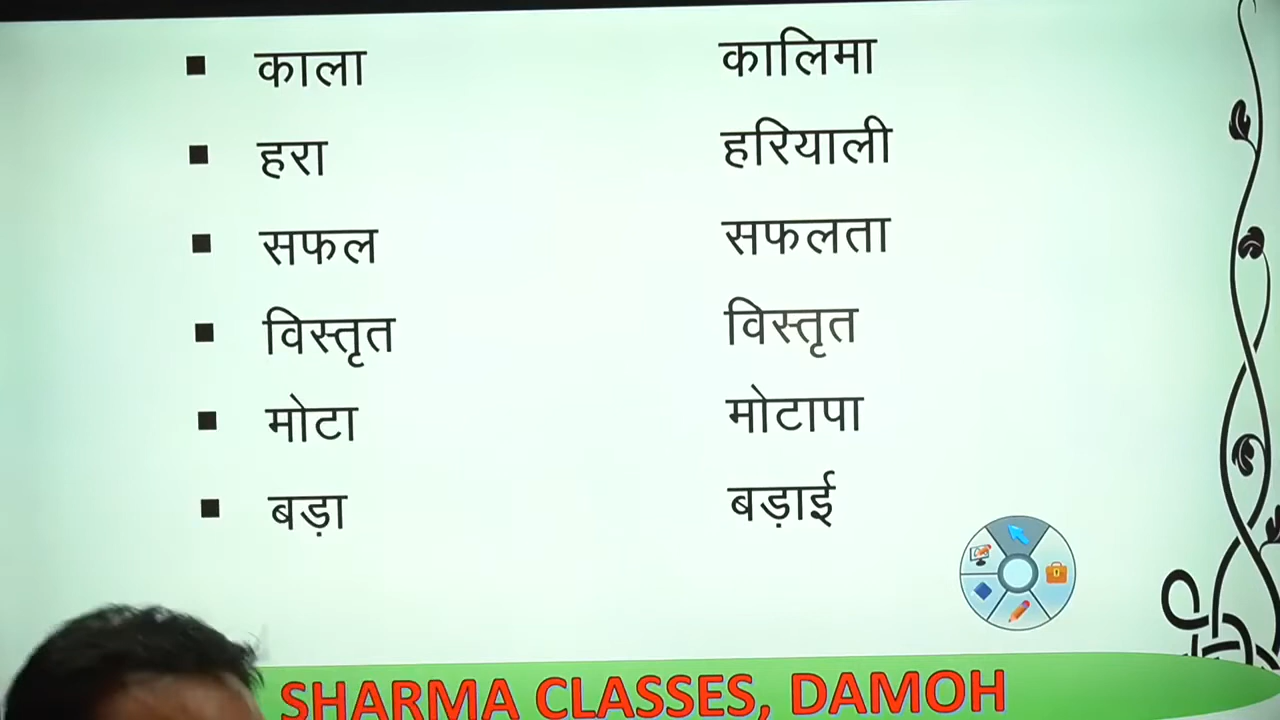 काला कालिमा
हरा हरियाली
सफल सफलता
विस्तृत विस्तृत
मोटा मोटापा
बड़ा बड़ाई
SHARMA CLASSES, DAMOH